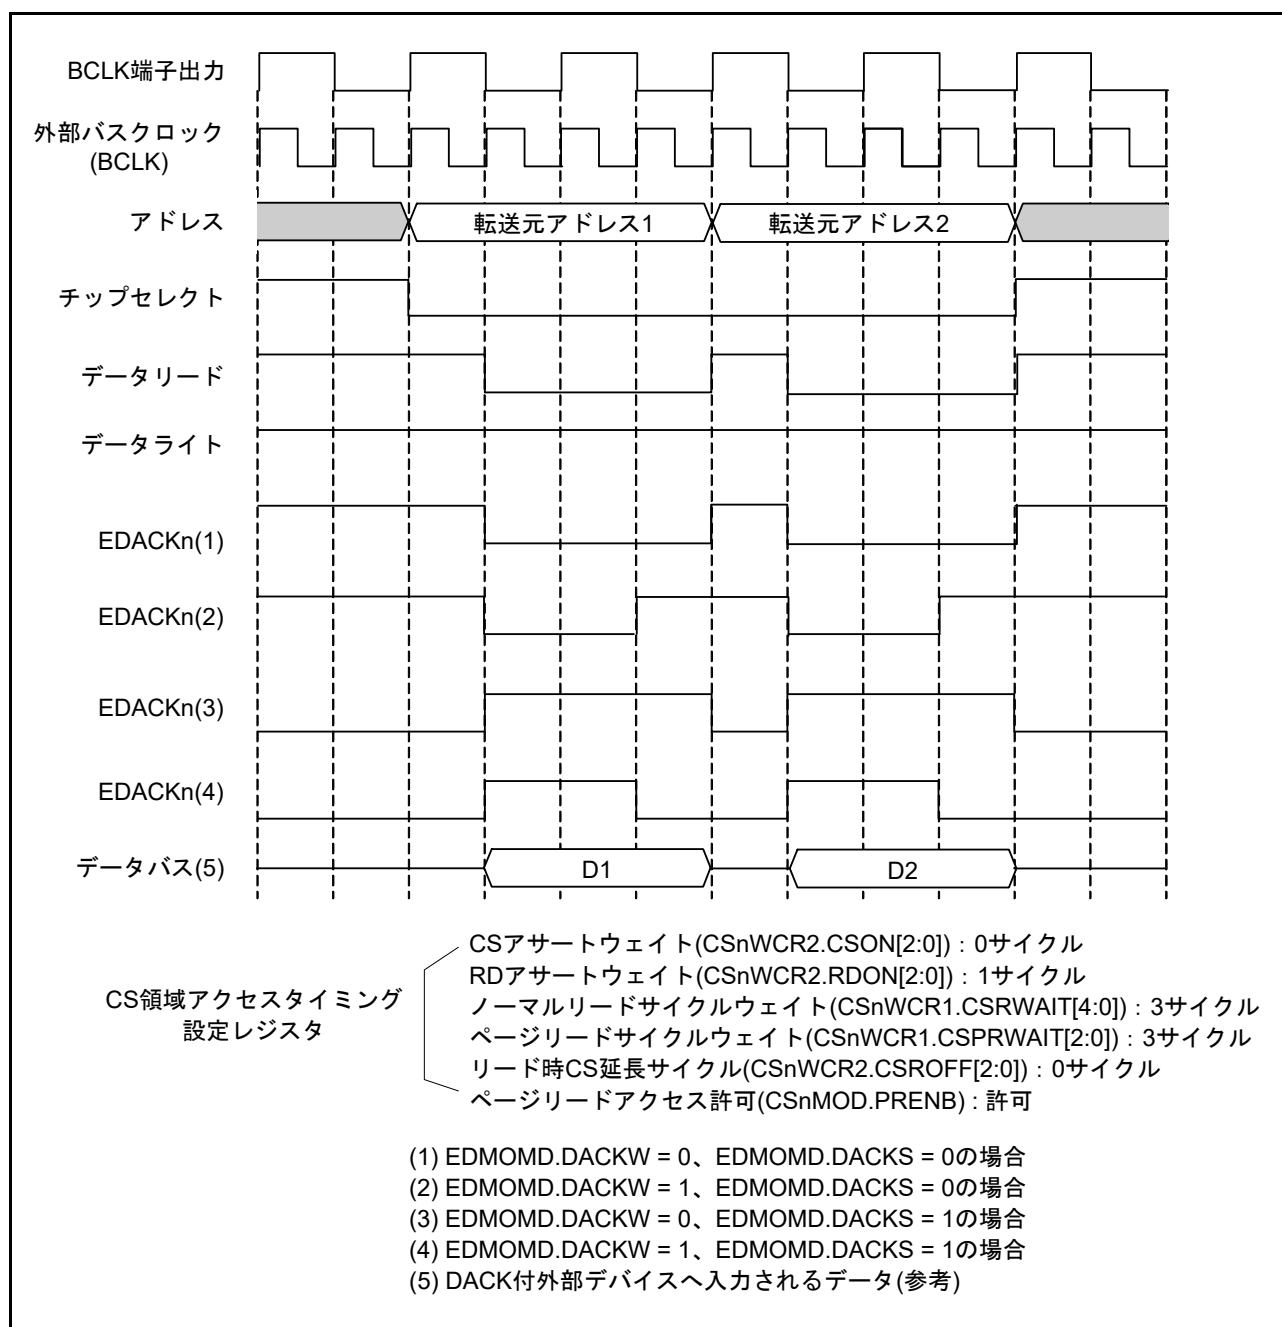 BCLK端子出力
外部バスクロック
(BCLK)
アドレス
転送元アドレス1
転送元アドレス2
チップセレクト
データリード
データライト
EDACKn(1)
EDACKn(2)
EDACKn(3)
EDACKn(4)
データバス(5)
D1
D2
CS領域アクセスタイミング
設定レジスタ
CSアサートウェイト(CSnWCR2.CSON[2:0])：0サイクル
RDアサートウェイト(CSnWCR2.RDON[2:0])：1サイクル
ノーマルリードサイクルウェイト(CSnWCR1.CSRWAIT[4:0])：3サイクル
ページリードサイクルウェイト(CSnWCR1.CSPRWAIT[2:0])：3サイクル
リード時CS延長サイクル(CSnWCR2.CSROFF[2:0])：0サイクル
ページリードアクセス許可(CSnMOD.PRENB) : 許可
(1) EDMOMD.DACKW = 0、EDMOMD.DACKS = 0の場合
(2) EDMOMD.DACKW = 1、EDMOMD.DACKS = 0の場合
(3) EDMOMD.DACKW = 0、EDMOMD.DACKS = 1の場合
(4) EDMOMD.DACKW = 1、EDMOMD.DACKS = 1の場合
(5) DACK付外部デバイスへ入力されるデータ(参考)